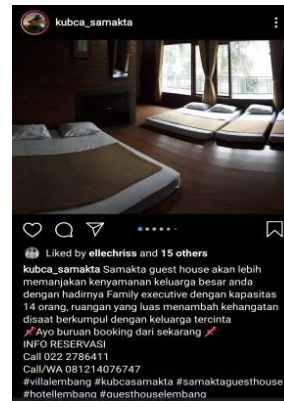 kubca_samakta
Liked by ellechriss and 15 others
kubca_samakta Samakta guest house akan lebih
memanjakan kenyamanan keluarga besar anda
dengan hadirnya Family executive dengan kapasitas
14 orang, ruangan yang luas menambah kehangatan
disaat berkumpul dengan keluarga tercinta
📌Ayo buruan booking dari sekarang 📌
INFO RESERVASI
Call 022 2786411
Call/WA 081214076747
#villalembang #kubcasamakta #samaktaguesthouse
#hotellembang #guesthouselembang